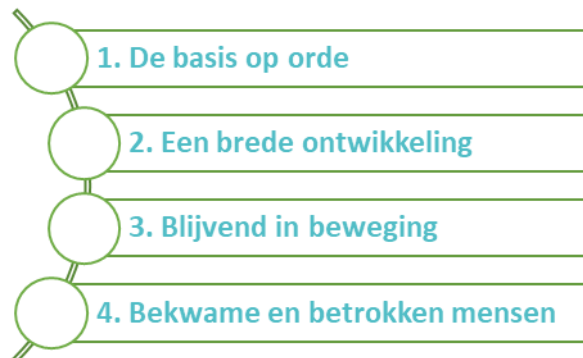 1. De basis op orde
2. Een brede ontwikkeling
3. Blijvend in beweging
4. Bekwame en betrokken mensen